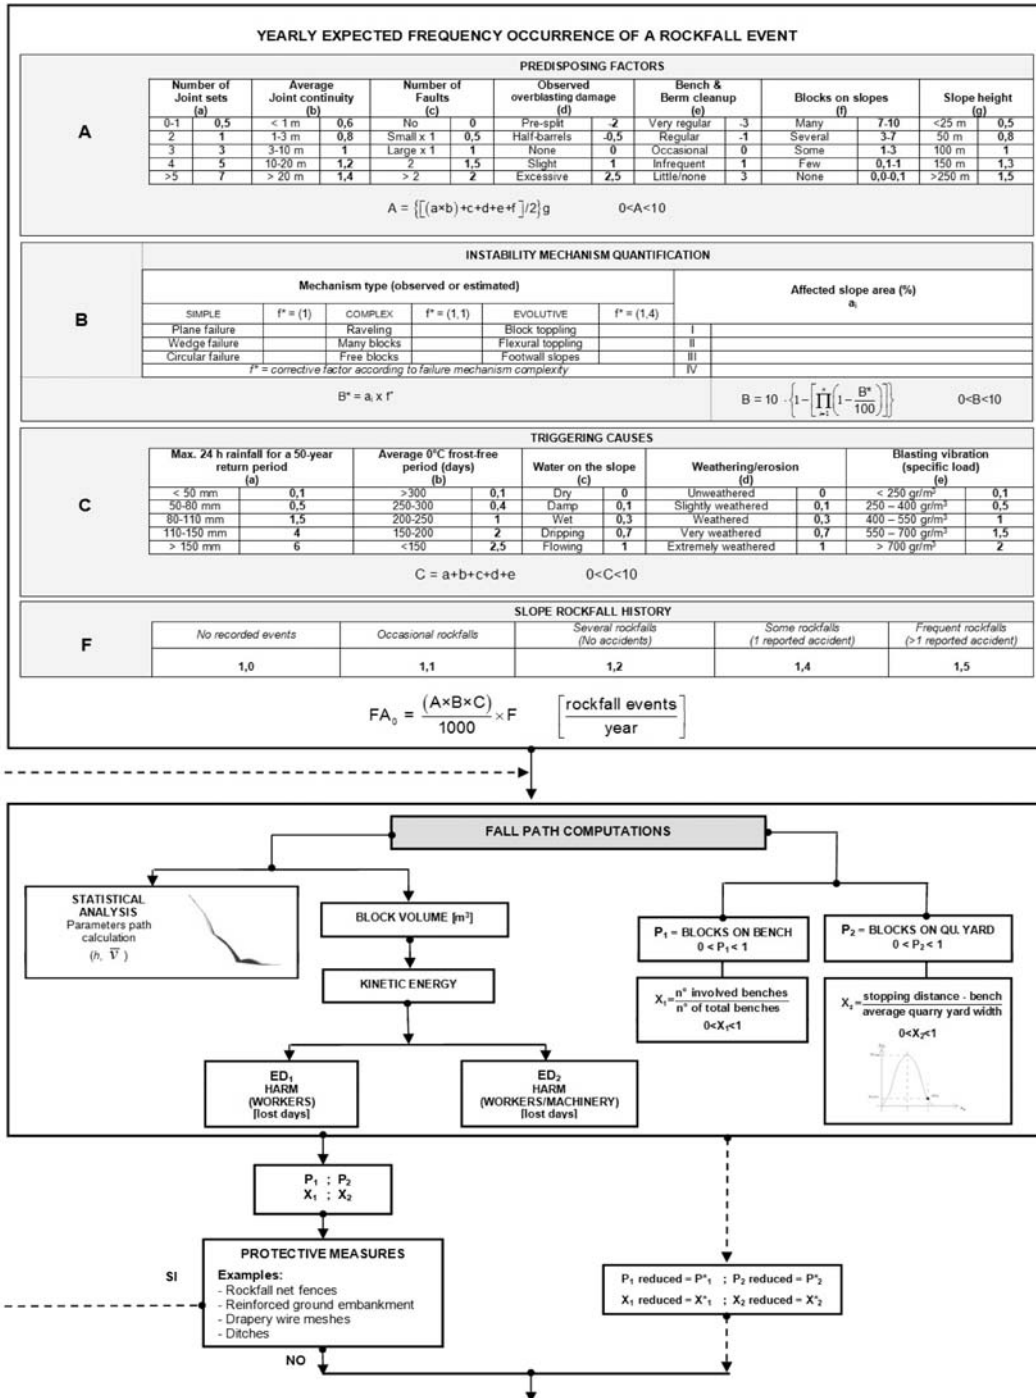 YEARLY EXPECTED FREQUENCY OCCURRENCE OF A ROCKFALL EVENT
A
PREDISPOSING FACTORS
Number of Joint sets (a) | Average Joint continuity (b) | Number of Faults (c) | Observed overblasting damage (d) | Bench & Berm cleanup (e) | Blocks on slopes (f) | Slope height (g)
0-1 0,5 < 1 m 0,6 No 0 Pre-split -2 Very regular -3 Many 7-10 <25 m 0,5
2 1 1-3 m 0,8 Small x 1 0,5 Half-barrels -0,5 Regular -1 Several 3-7 50 m 0,8
3 3 3-10 m 1 Large x 1 1 None 0 Occasional 0 Some 1-3 100 m 1
4 5 10-20 m 1,2 2 1,5 Slight 1 Infrequent 1 Few 0,1-1 150 m 1,3
>5 7 > 20 m 1,4 > 2 2 Excessive 2,5 Little/none 3 None 0,0-0,1 >250 m 1,5
A = {[(a×b)+c+d+e+f]/2}g 0<A<10
B
INSTABILITY MECHANISM QUANTIFICATION
Mechanism type (observed or estimated) Affected slope area (%)
aᵢ
SIMPLE f* = (1) COMPLEX f* = (1,1) EVOLUTIVE f* = (1,4)
Plane failure Raveling Block toppling I
Wedge failure Many blocks Flexural toppling II
Circular failure Free blocks Footwall slopes III
f* = corrective factor according to failure mechanism complexity IV
B* = aᵢ x f* B = 10 · {1-[∏(1-B*/100)]} 0<B<10
C
TRIGGERING CAUSES
Max. 24 h rainfall for a 50-year return period (a) | Average 0°C frost-free period (days) (b) | Water on the slope (c) | Weathering/erosion (d) | Blasting vibration (specific load) (e)
< 50 mm 0,1 >300 0,1 Dry 0 Unweathered 0 < 250 gr/m³ 0,1
50-80 mm 0,5 250-300 0,4 Damp 0,1 Slightly weathered 0,1 250 – 400 gr/m³ 0,5
80-110 mm 1,5 200-250 1 Wet 0,3 Weathered 0,3 400 – 550 gr/m³ 1
110-150 mm 4 150-200 2 Dripping 0,7 Very weathered 0,7 550 – 700 gr/m³ 1,5
> 150 mm 6 <150 2,5 Flowing 1 Extremely weathered 1 > 700 gr/m³ 2
C = a+b+c+d+e 0<C<10
F
SLOPE ROCKFALL HISTORY
No recorded events | Occasional rockfalls | Several rockfalls (No accidents) | Some rockfalls (1 reported accident) | Frequent rockfalls (>1 reported accident)
1,0 1,1 1,2 1,4 1,5
FA₀ = (A×B×C)/1000 × F [rockfall events/year]
FALL PATH COMPUTATIONS
STATISTICAL
ANALYSIS
Parameters path
calculation
(h, V̅ )
BLOCK VOLUME [m³]
KINETIC ENERGY
P₁ = BLOCKS ON BENCH
0 < P₁ < 1
P₂ = BLOCKS ON QU. YARD
0 < P₂ < 1
X₁= n° involved benches / n° of total benches
0<X₁<1
X₂= stopping distance - bench / average quarry yard width
0<X₂<1
ED₁
HARM
(WORKERS)
[lost days]
ED₂
HARM
(WORKERS/MACHINERY)
[lost days]
P₁ ; P₂
X₁ ; X₂
PROTECTIVE MEASURES
Examples:
- Rockfall net fences
- Reinforced ground embankment
- Drapery wire meshes
- Ditches
SI
NO
P₁ reduced = P*₁ ; P₂ reduced = P*₂
X₁ reduced = X*₁ ; X₂ reduced = X*₂